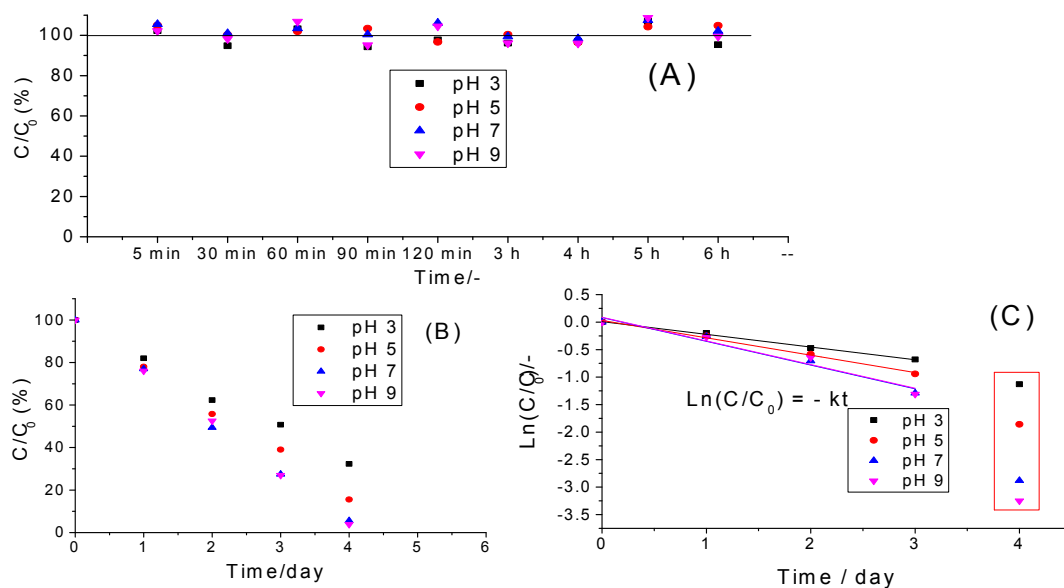 C/C0 (%)
100
80
60
40
20
0
(A)
pH 3
pH 5
pH 7
pH 9
5 min 30 min 60 min 90 min 120 min 3 h 4 h 5 h 6 h --
Time/-
C/C0 (%)
100
80
60
40
20
0
(B)
pH 3
pH 5
pH 7
pH 9
0 1 2 3 4 5 6
Time/day
Ln(C/C0)/-
0.5
0.0
-0.5
-1.0
-1.5
-2.0
-2.5
-3.0
-3.5
(C)
Ln(C/C0) = - kt
pH 3
pH 5
pH 7
pH 9
0 1 2 3 4
Time / day